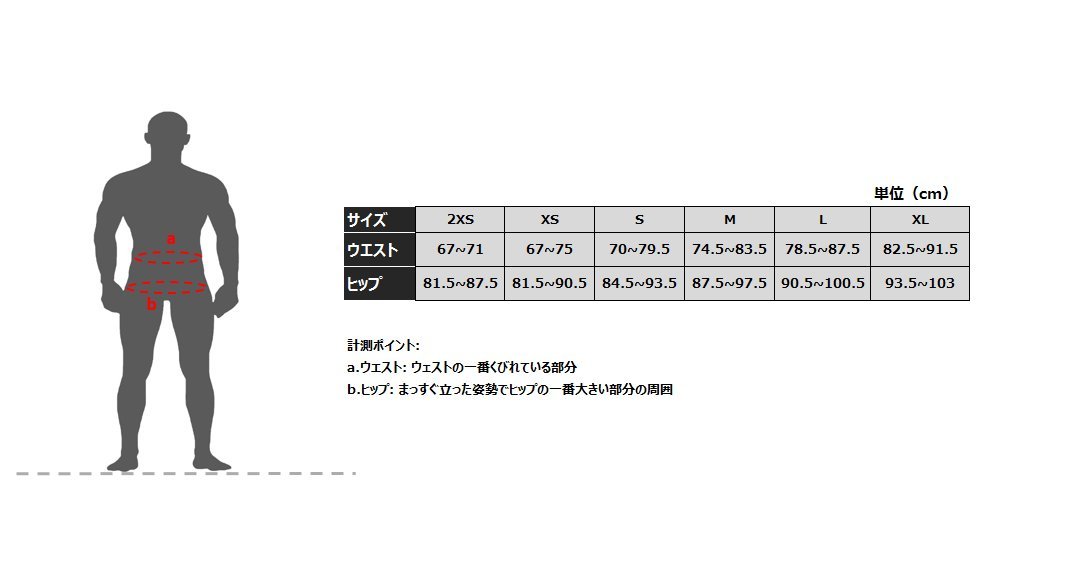 単位（cm）
サイズ 2XS XS S M L XL
ウエスト 67~71 67~75 70~79.5 74.5~83.5 78.5~87.5 82.5~91.5
ヒップ 81.5~87.5 81.5~90.5 84.5~93.5 87.5~97.5 90.5~100.5 93.5~103
a
b
計測ポイント:
a.ウエスト: ウェストの一番くびれている部分
b.ヒップ: まっすぐ立った姿勢でヒップの一番大きい部分の周囲